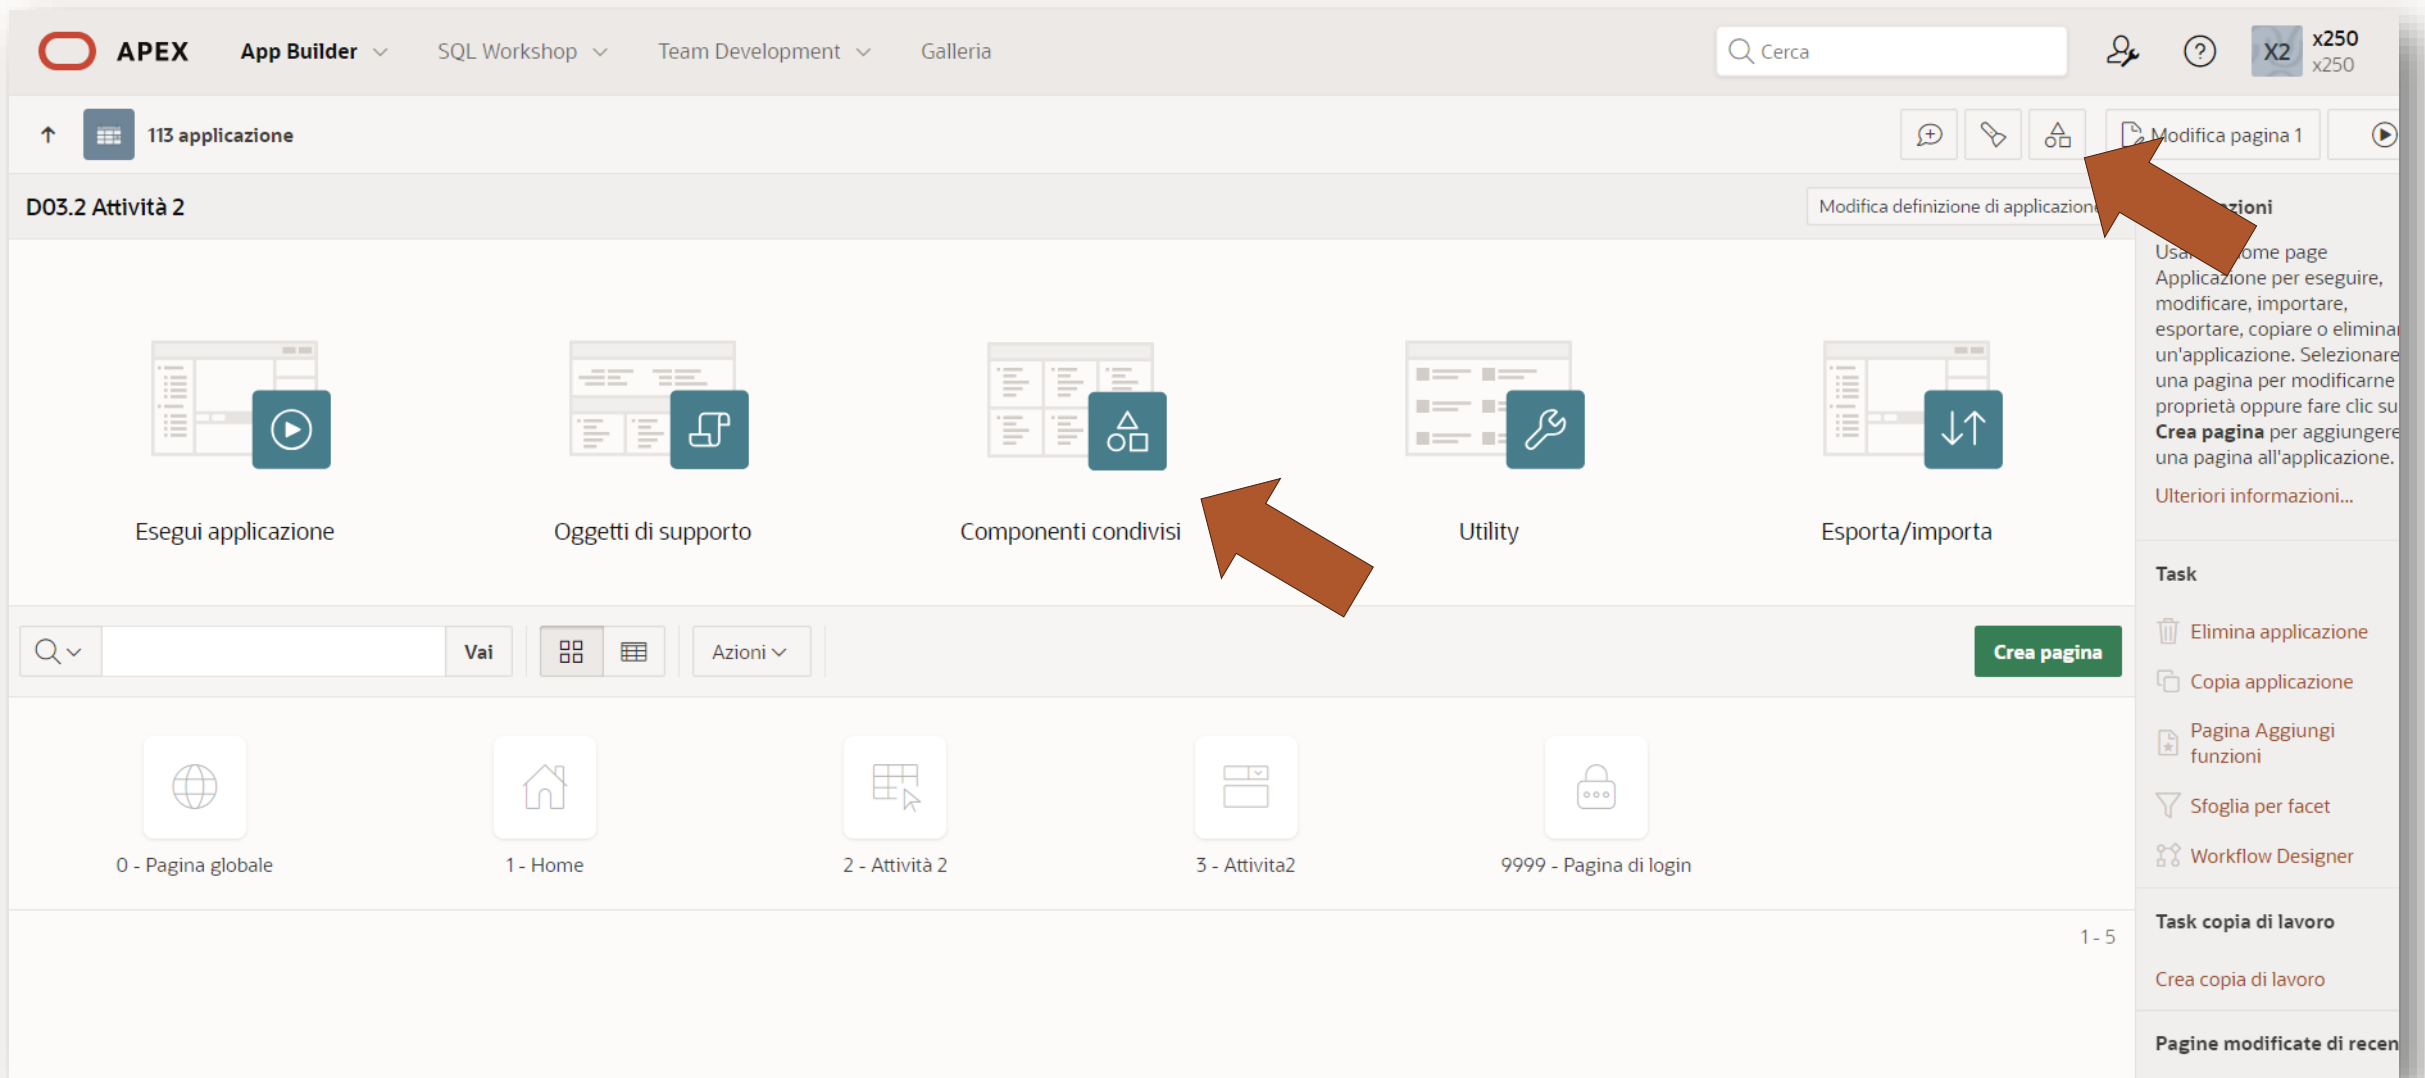 APEX App Builder SQL Workshop Team Development Galleria Cerca X2 x250
x250
113 applicazione Modifica pagina 1
D03.2 Attività 2 Modifica definizione di applicazione
Esegui applicazione Oggetti di supporto Componenti condivisi Utility Esporta/importa
Vai Azioni Crea pagina
0 - Pagina globale 1 - Home 2 - Attività 2 3 - Attivita2 9999 - Pagina di login
1 - 5
home page
Applicazione per eseguire,
modificare, importare,
esportare, copiare o elimina
un'applicazione. Selezionare
una pagina per modificarne
proprietà oppure fare clic su
Crea pagina per aggiungere
una pagina all'applicazione.
Ulteriori informazioni...
Task
Elimina applicazione
Copia applicazione
Pagina Aggiungi
funzioni
Sfoglia per facet
Workflow Designer
Task copia di lavoro
Crea copia di lavoro
Pagine modificate di recen